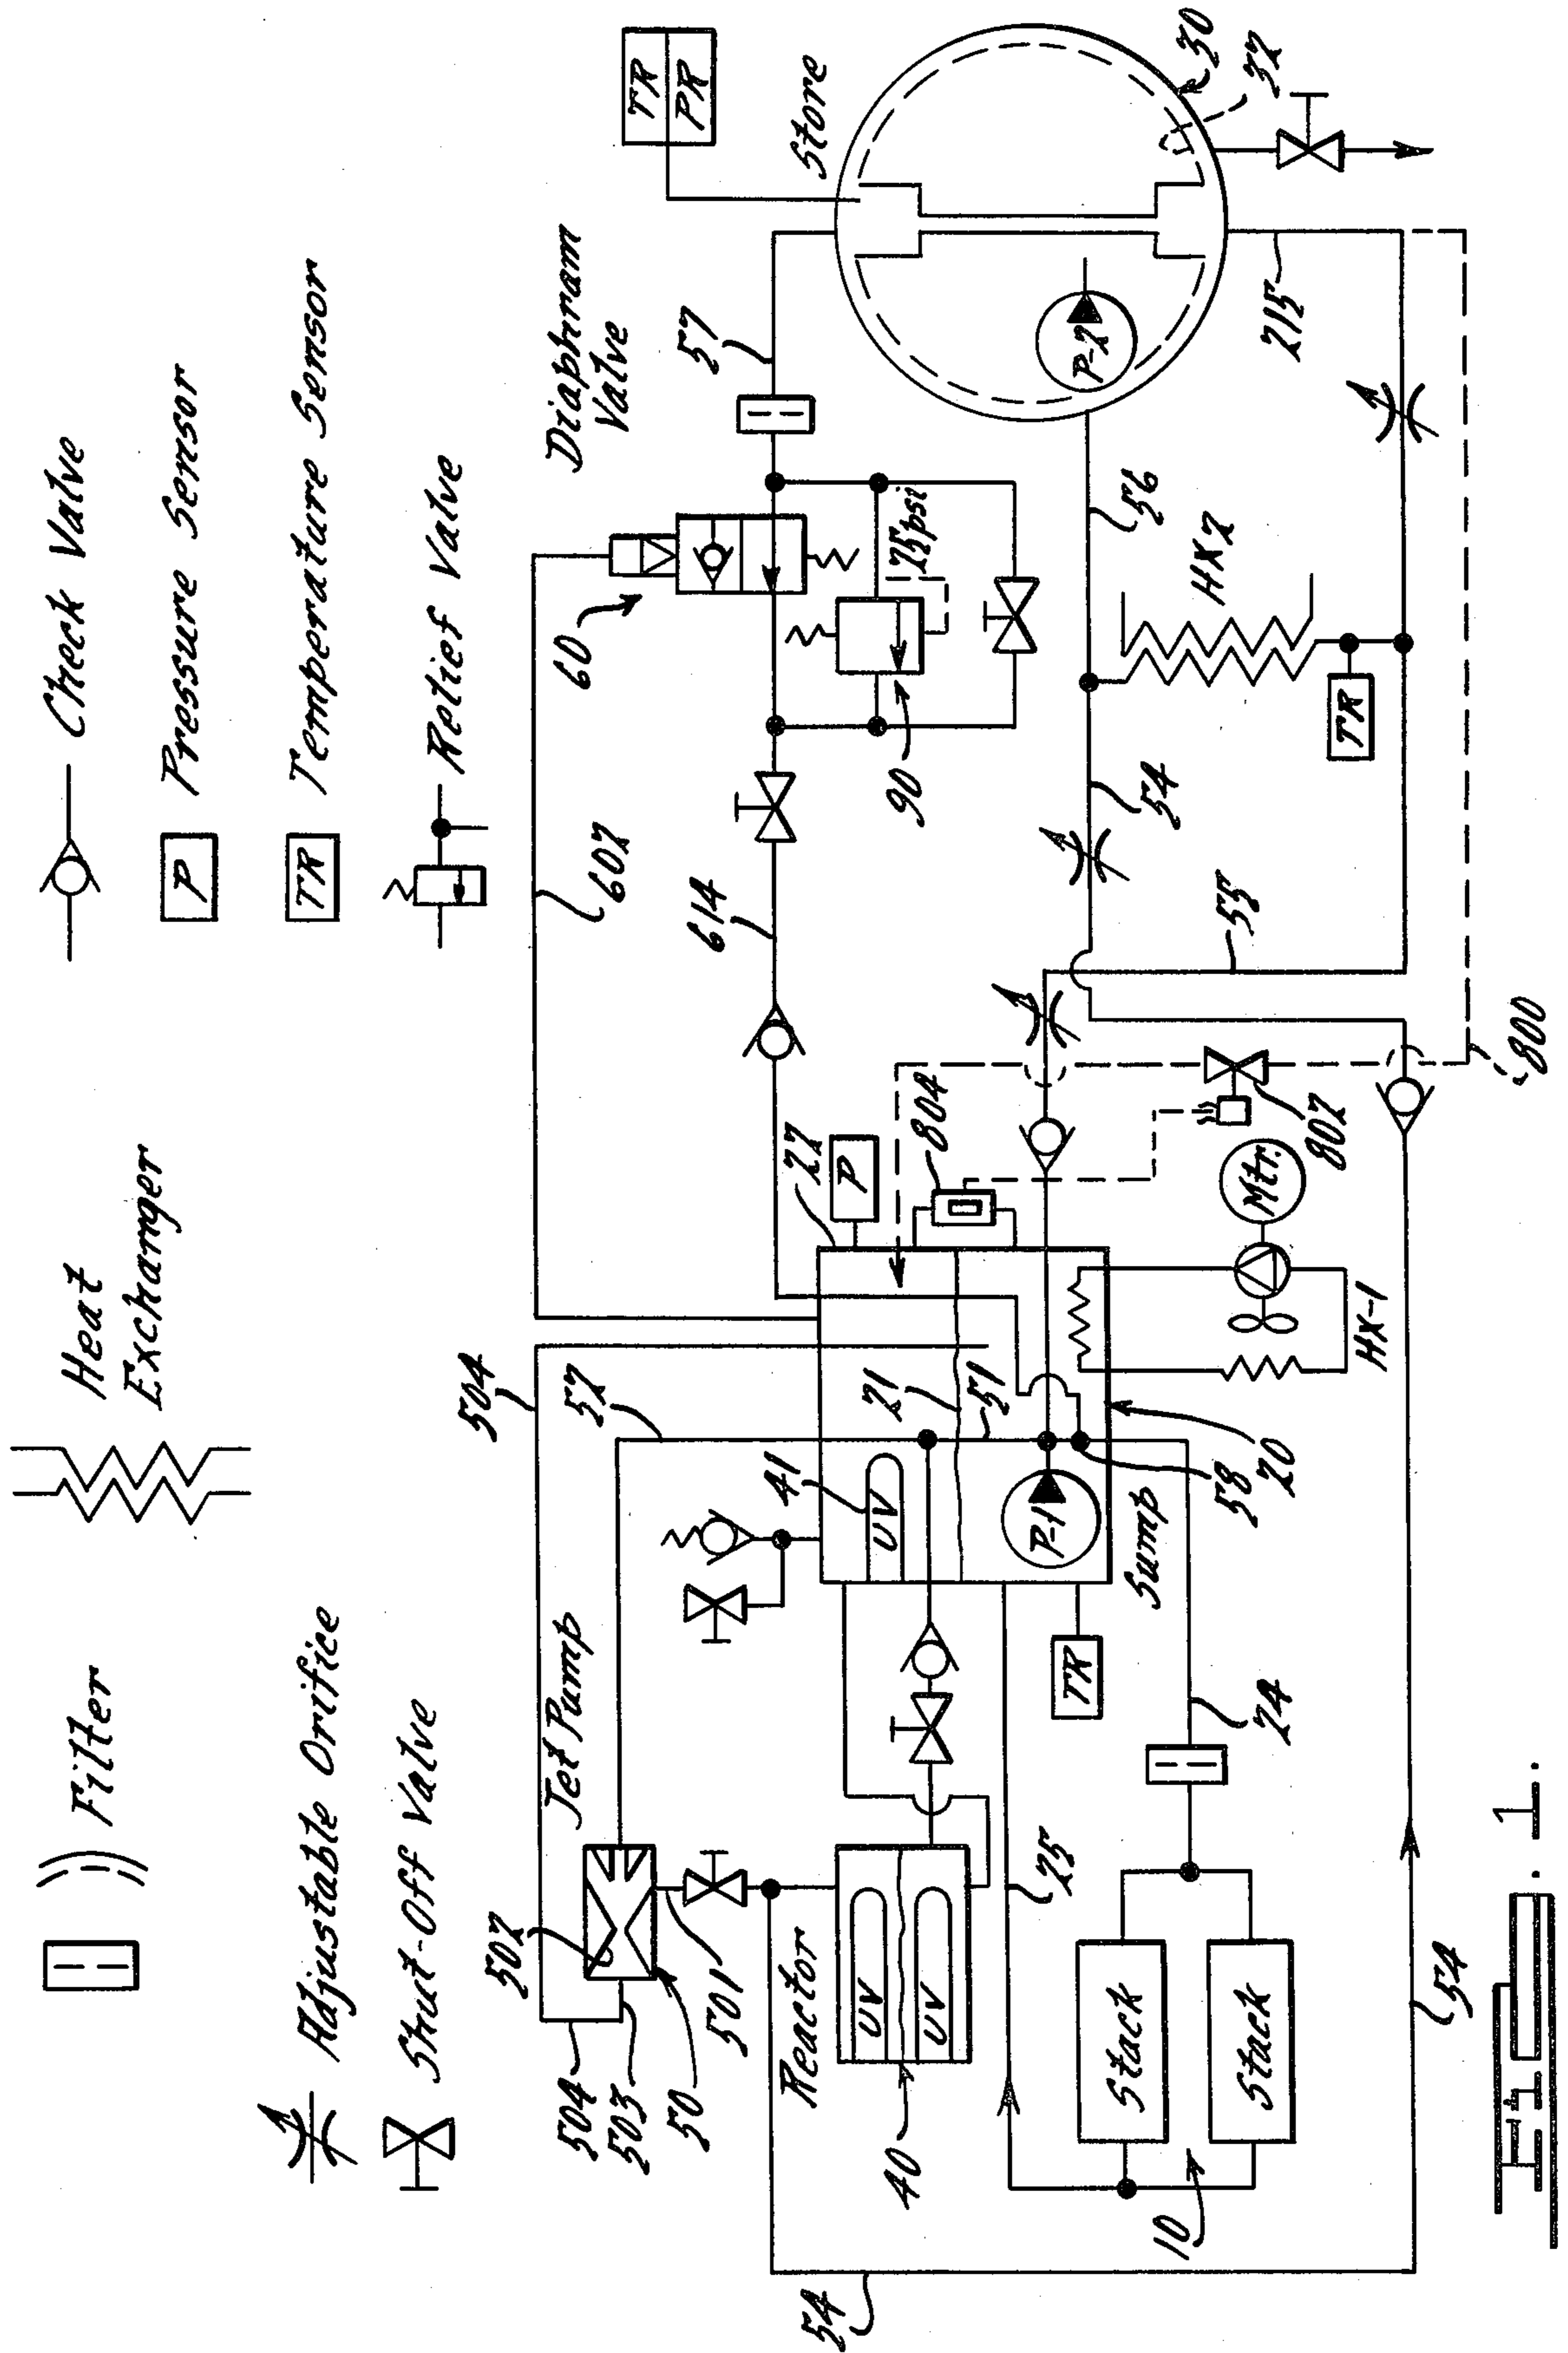 Filter
Heat
Exchanger
Check Valve
P
Pressure Sensor
Adjustable Orifice
TR
Temperature Sensor
Shut-Off Valve
Relief Valve
504
602
Diaphram
Valve
TR
PR
Jet Pump
502
52
60
57
Store
504
503
50
501
614
25psi
90
Reactor
41
22
P
804
UV
UV
UV
21
51
P-1
40
54
56
P-2
30
32
25
TR
Sump
58
20
55
HX2
TR
215
Stack
Stack
10
24
HX-1
Mtr.
802
800
54
54
Fig. 1.